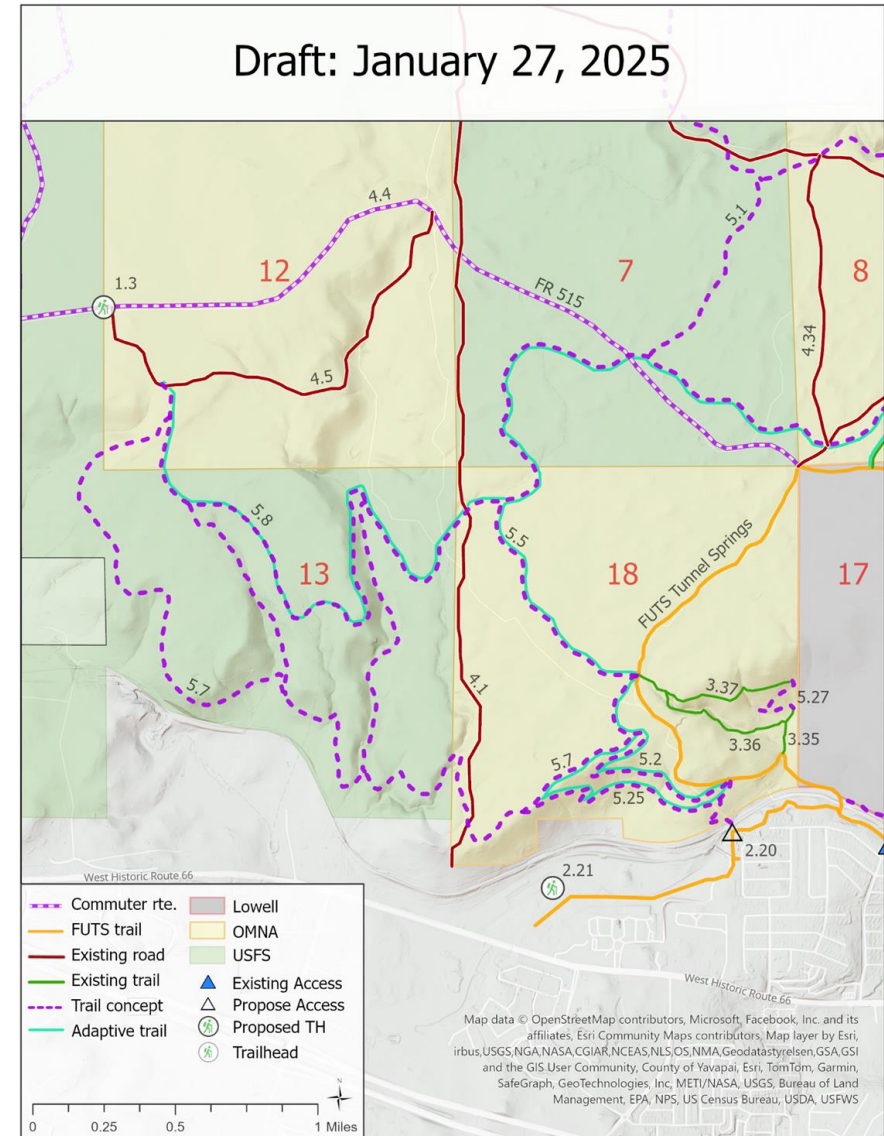 Draft: January 27, 2025
4.4
5.1
12
7
8
1.3
FR 515
4.34
4.5
5.8
5.5
13
18
17
FUTS Tunnel Springs
5.7
4.1
3.37
5.27
3.36
3.35
5.7
5.2
5.25
2.20
2.21
West Historic Route 66
Commuter rte.
FUTS trail
Existing road
Existing trail
Trail concept
Adaptive trail
Lowell
OMNA
USFS
Existing Access
Propose Access
Proposed TH
Trailhead
West Historic Route 66
Map data © OpenStreetMap contributors, Microsoft, Facebook, Inc. and its
affiliates, Esri Community Maps contributors, Map layer by Esri,
irbus,USGS,NGA,NASA,CGIAR,NCEAS,NLS,OS,NMA,Geodatastyrelsen,GSA,GSI
and the GIS User Community, County of Yavapai, Esri, TomTom, Garmin,
SafeGraph, GeoTechnologies, Inc, METI/NASA, USGS, Bureau of Land
Management, EPA, NPS, US Census Bureau, USDA, USFWS
N
0 0.25 0.5 1 Miles